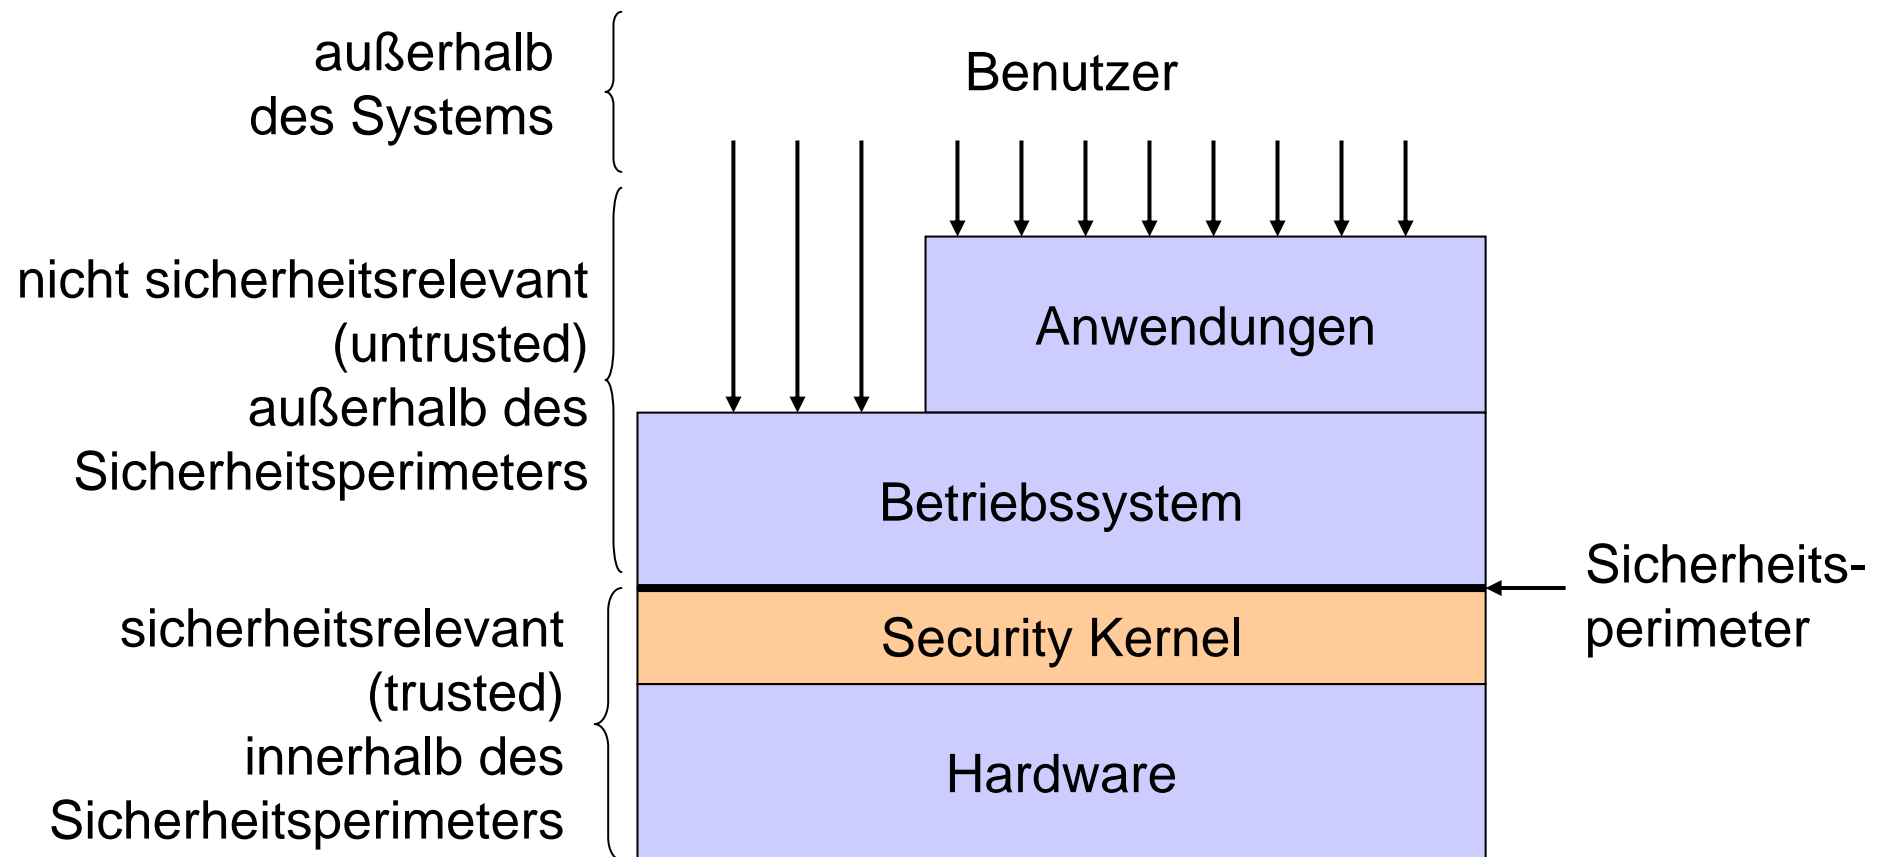 außerhalb
des Systems
Benutzer
nicht sicherheitsrelevant
(untrusted)
außerhalb des
Sicherheitsperimeters
Anwendungen
Betriebssystem
Sicherheits-
perimeter
sicherheitsrelevant
(trusted)
innerhalb des
Sicherheitsperimeters
Security Kernel
Hardware